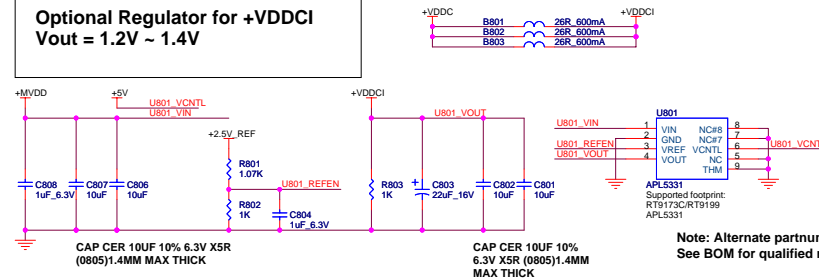 Optional Regulator for +VDDCI
Vout = 1.2V ~ 1.4V
+VDDC
+VDDCI
B801 26R_600mA
B802 26R_600mA
B803 26R_600mA
+MVDD
+5V
U801_VCNTL
U801_VIN
+2.5V_REF
R801
1.07K
U801_REFEN
R802
1K
C804
1uF_6.3V
C808
1uF_6.3V
C807
10uF
C806
10uF
CAP CER 10UF 10% 6.3V X5R
(0805)1.4MM MAX THICK
+VDDCI
U801_VOUT
R803
1K
+
C803
22uF_16V
C802
10uF
C801
10uF
CAP CER 10UF 10%
6.3V X5R (0805)1.4MM
MAX THICK
U801
U801_VIN 1 VIN NC#8 8
2 GND NC#7 7
U801_REFEN 3 VREF VCNTL 6 U801_VCNT
U801_VOUT 4 VOUT NC 5
THM 9
APL5331
Supported footprint:
RT9173C/RT9199
APL5331
Note: Alternate partnu
See BOM for qualified